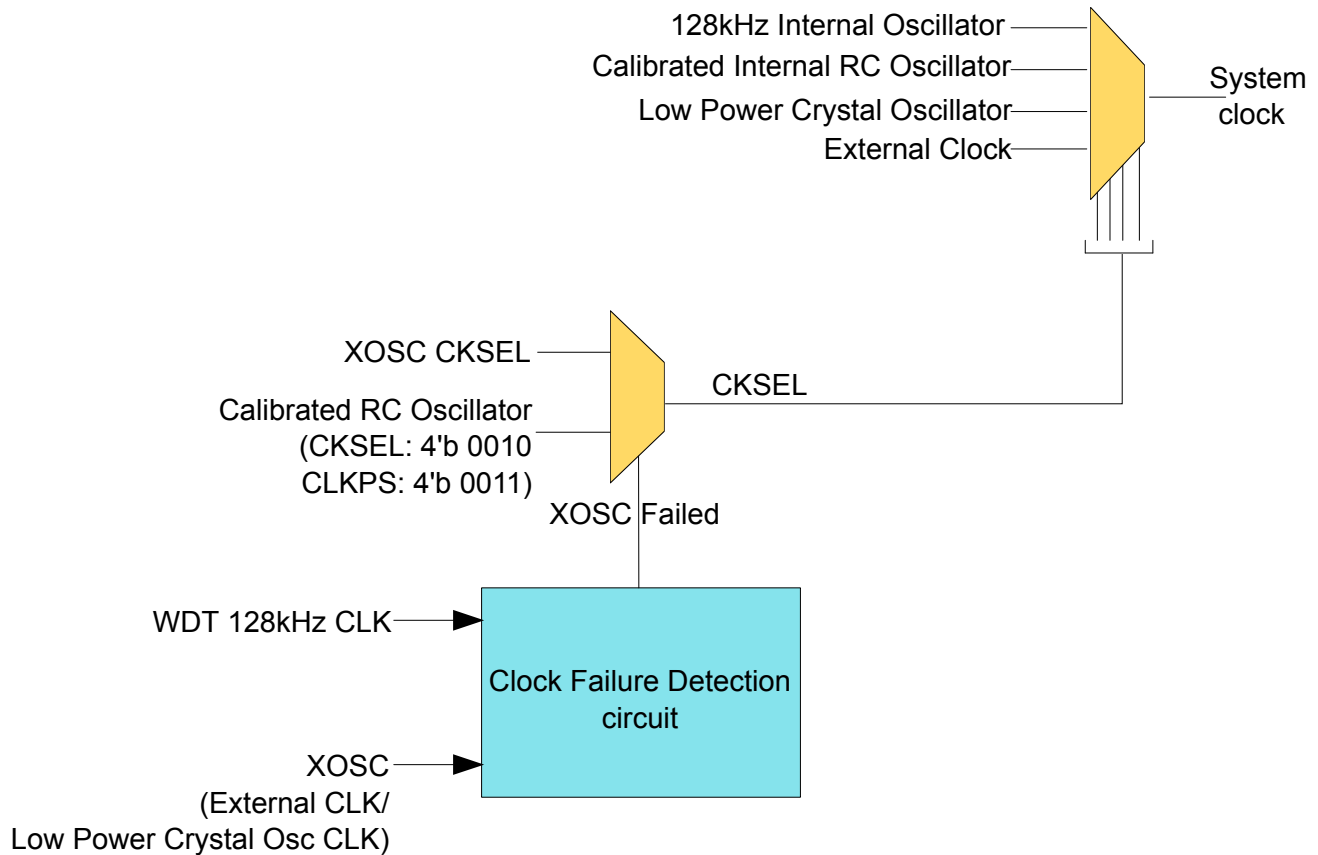 128kHz Internal Oscillator
Calibrated Internal RC Oscillator
Low Power Crystal Oscillator
External Clock
System
clock
XOSC CKSEL
CKSEL
Calibrated RC Oscillator
(CKSEL: 4'b 0010
CLKPS: 4'b 0011)
XOSC Failed
WDT 128kHz CLK
Clock Failure Detection
circuit
XOSC
(External CLK/
Low Power Crystal Osc CLK)